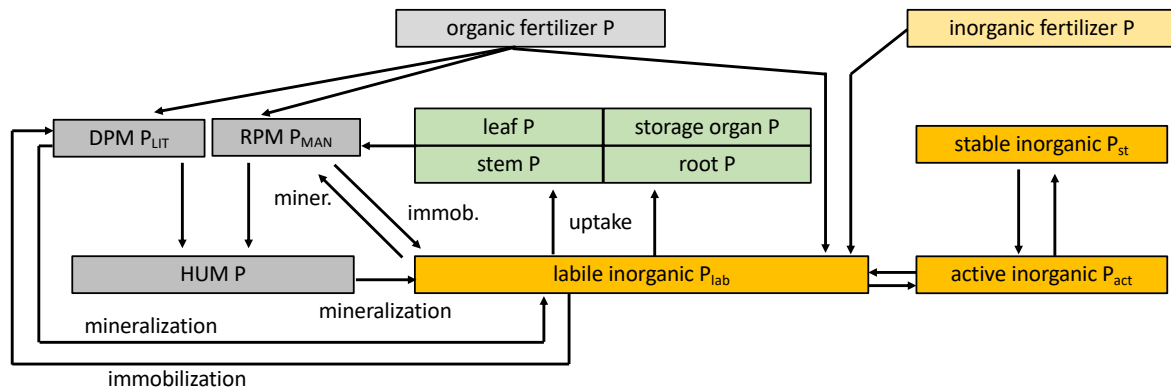 organic fertilizer P
inorganic fertilizer P
DPM P_LIT
RPM P_MAN
leaf P
storage organ P
stem P
root P
stable inorganic P_st
miner.
immob.
uptake
HUM P
labile inorganic P_lab
active inorganic P_act
mineralization
mineralization
immobilization